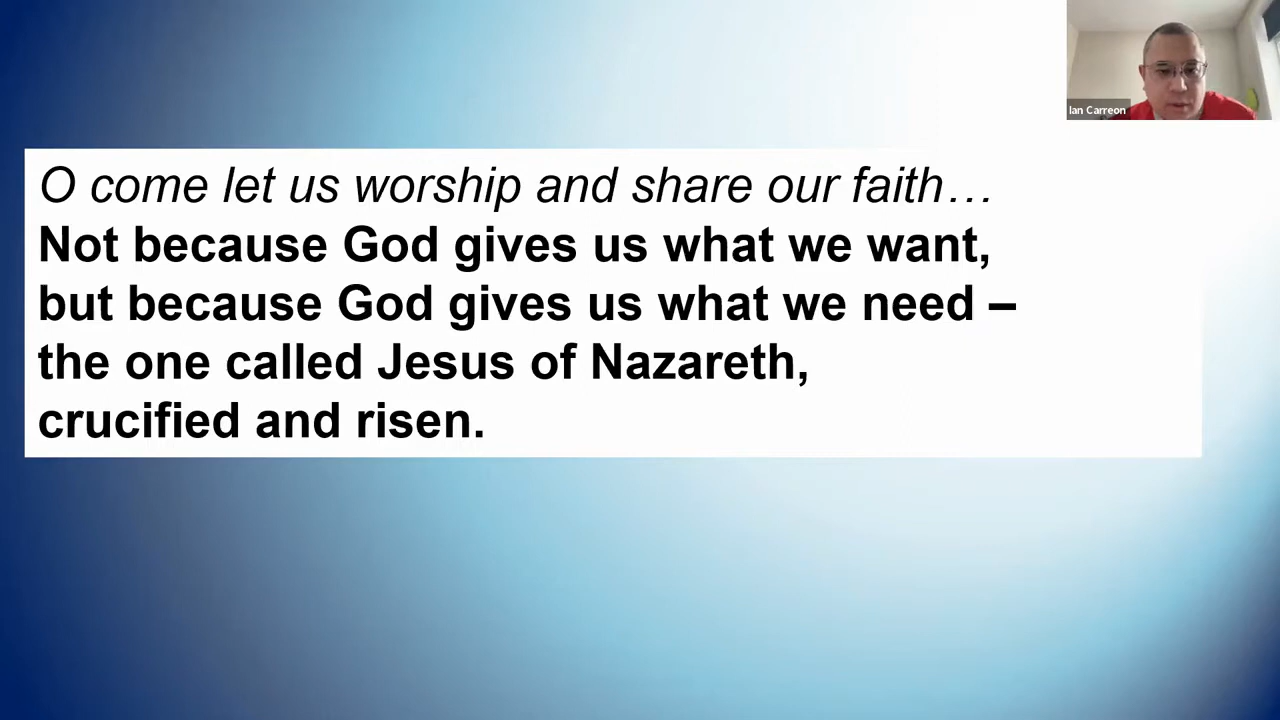 Ian Carreon
O come let us worship and share our faith…
Not because God gives us what we want,
but because God gives us what we need –
the one called Jesus of Nazareth,
crucified and risen.